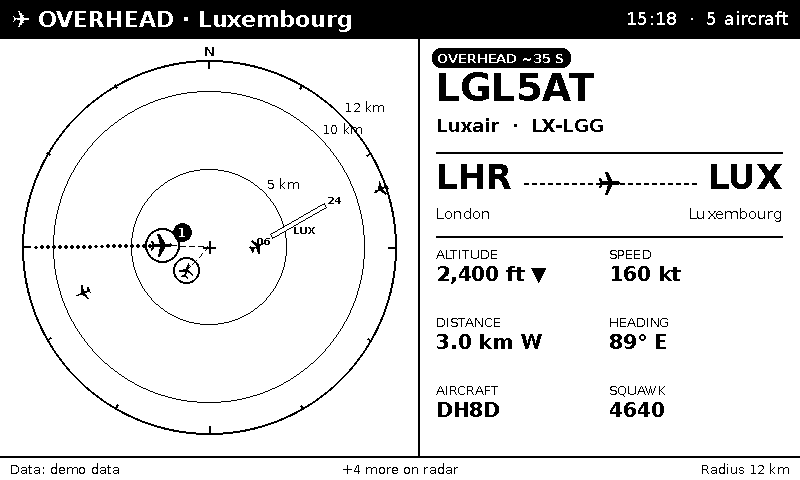 ✈ OVERHEAD · Luxembourg
15:18 · 5 aircraft
N
12 km
10 km
5 km
24
LUX
06
1
OVERHEAD ~35 S
LGL5AT
Luxair · LX-LGG
LHR
LUX
London
Luxembourg
ALTITUDE
SPEED
2,400 ft ▼
160 kt
DISTANCE
HEADING
3.0 km W
89° E
AIRCRAFT
SQUAWK
DH8D
4640
Data: demo data
+4 more on radar
Radius 12 km